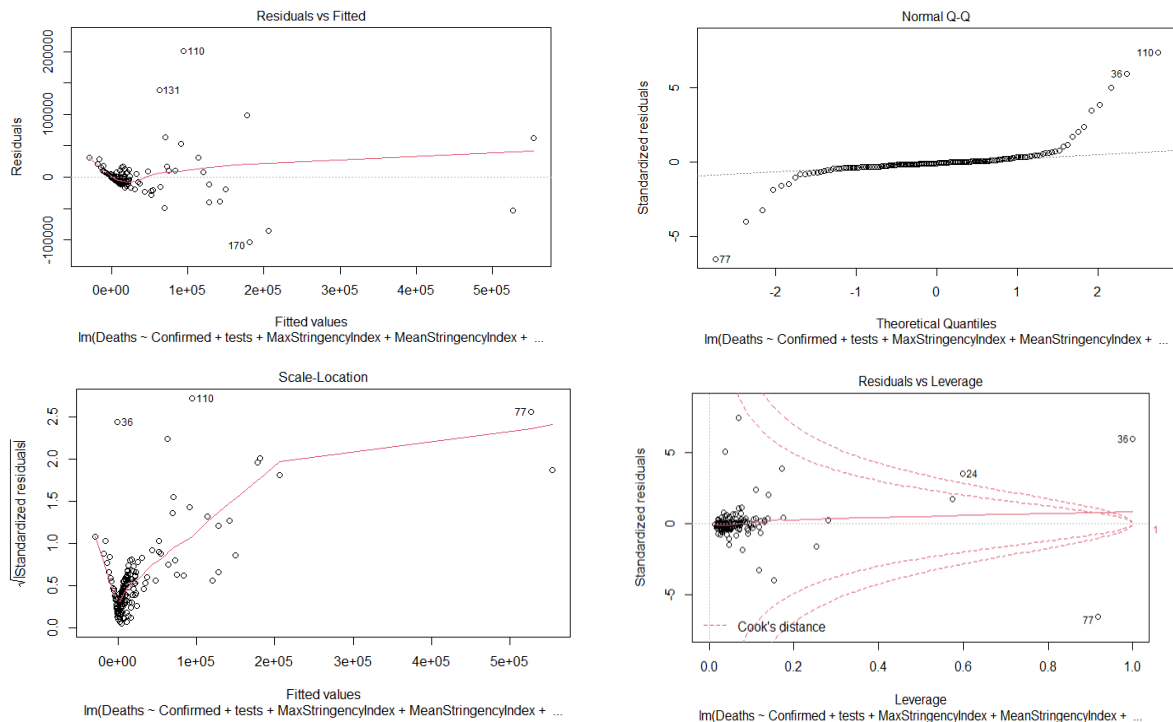 Residuals vs Fitted
Residuals
200000
100000
0
-100000
110
131
170
0e+00 1e+05 2e+05 3e+05 4e+05 5e+05
Fitted values
lm(Deaths ~ Confirmed + tests + MaxStringencyIndex + MeanStringencyIndex + ...
Normal Q-Q
Standardized residuals
5
0
-5
110
36
77
-2 -1 0 1 2
Theoretical Quantiles
lm(Deaths ~ Confirmed + tests + MaxStringencyIndex + MeanStringencyIndex + ...
Scale-Location
√|Standardized residuals|
2.5
2.0
1.5
1.0
0.5
0.0
110
36
77
0e+00 1e+05 2e+05 3e+05 4e+05 5e+05
Fitted values
lm(Deaths ~ Confirmed + tests + MaxStringencyIndex + MeanStringencyIndex + ...
Residuals vs Leverage
Standardized residuals
5
0
-5
36
24
1
77
Cook's distance
0.0 0.2 0.4 0.6 0.8 1.0
Leverage
lm(Deaths ~ Confirmed + tests + MaxStringencyIndex + MeanStringencyIndex + ...